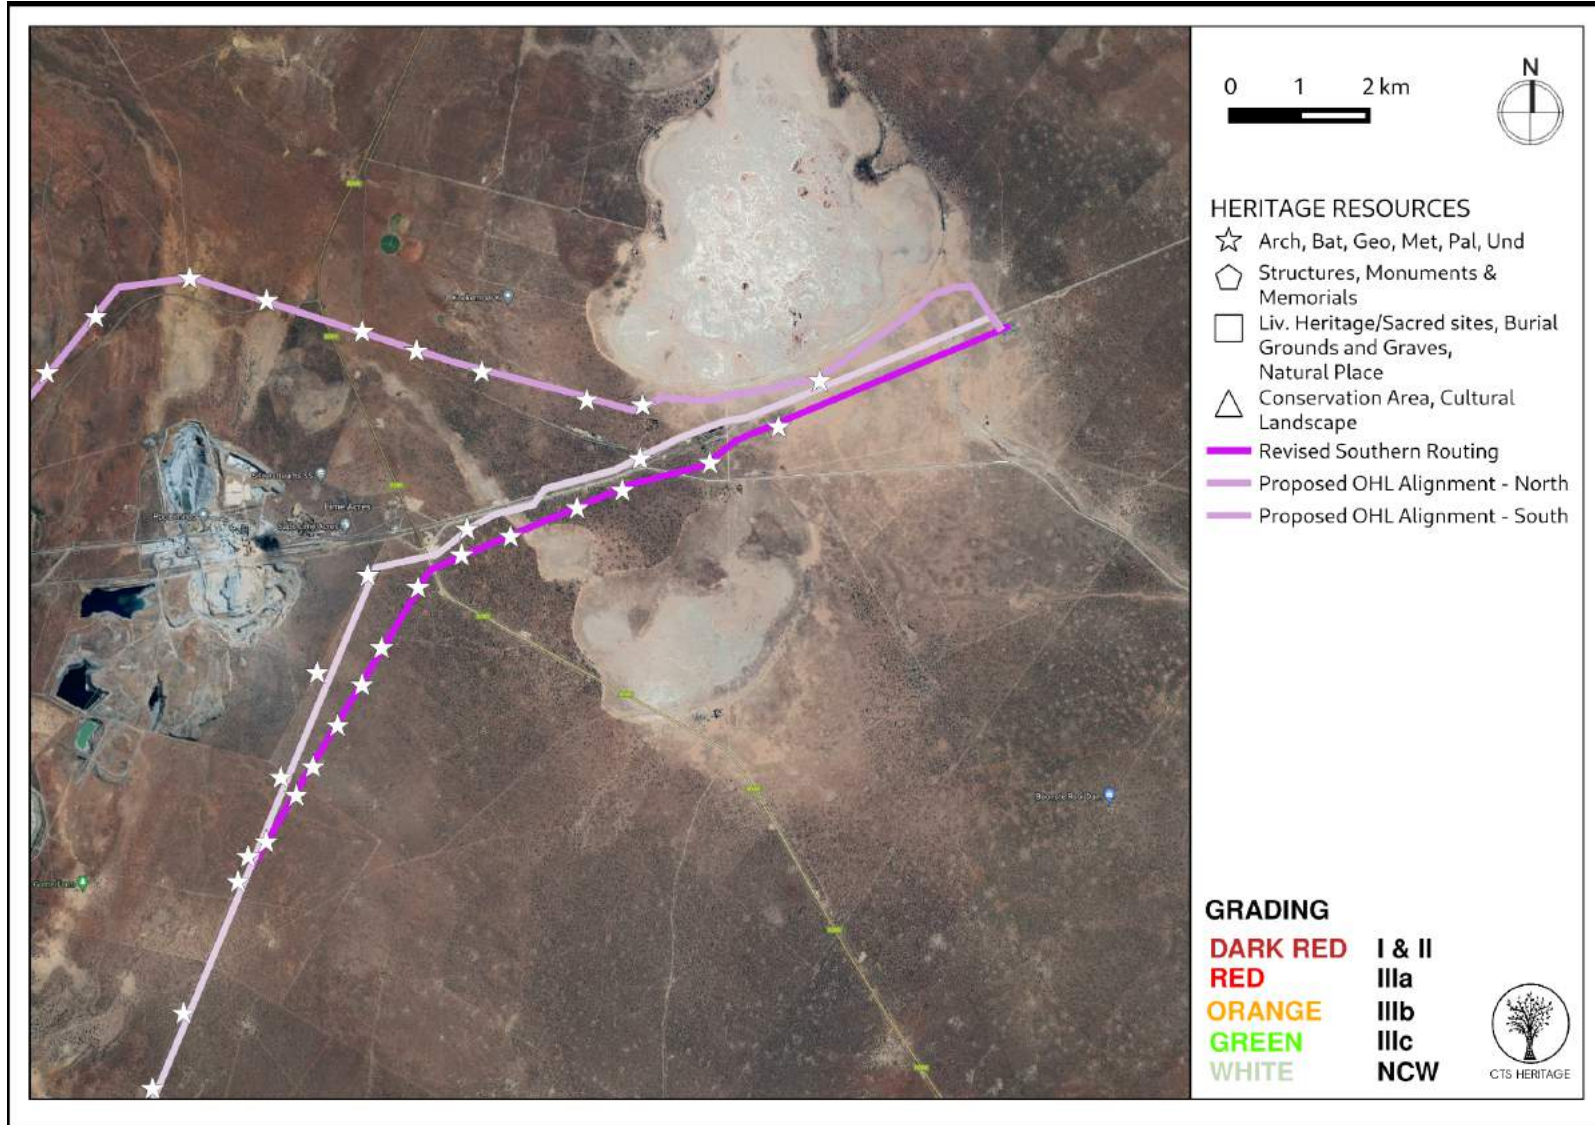 0 1 2 km
N
HERITAGE RESOURCES
Arch, Bat, Geo, Met, Pal, Und
Structures, Monuments &
Memorials
Liv. Heritage/Sacred sites, Burial
Grounds and Graves,
Natural Place
Conservation Area, Cultural
Landscape
Revised Southern Routing
Proposed OHL Alignment - North
Proposed OHL Alignment - South
Lime Acres
GRADING
DARK RED I & II
RED IIIa
ORANGE IIIb
GREEN IIIc
WHITE NCW
CTS HERITAGE